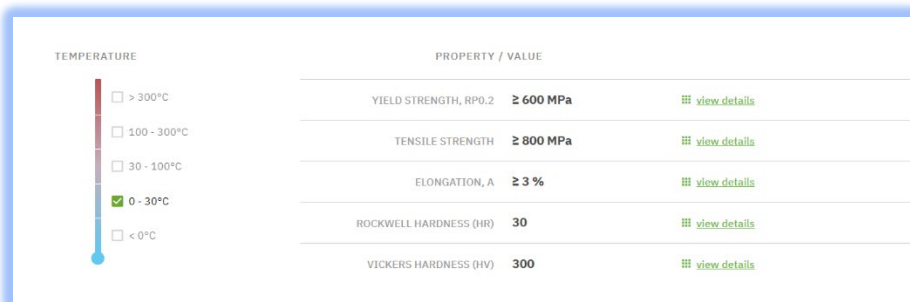 TEMPERATURE PROPERTY / VALUE
> 300°C
YIELD STRENGTH, RP0.2 ≥ 600 MPa view details
100 - 300°C
TENSILE STRENGTH ≥ 800 MPa view details
30 - 100°C
ELONGATION, A ≥ 3 % view details
0 - 30°C
ROCKWELL HARDNESS (HR) 30 view details
< 0°C
VICKERS HARDNESS (HV) 300 view details